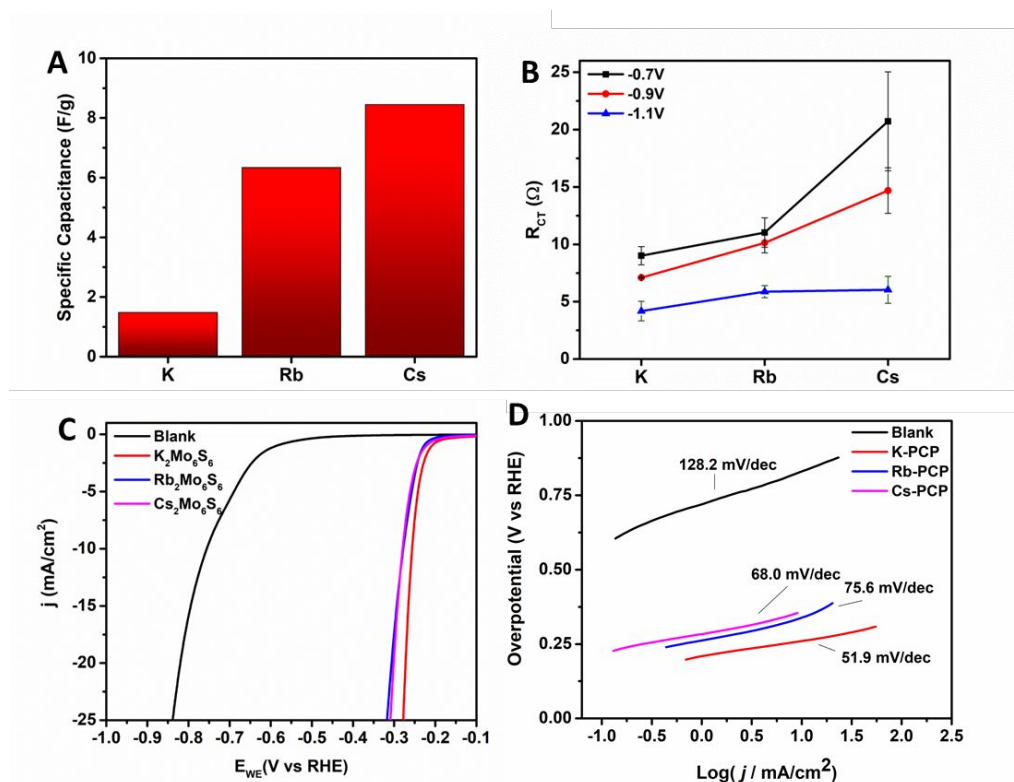 A
Specific Capacitance (F/g)
10
8
6
4
2
0
K Rb Cs
B
-0.7V
-0.9V
-1.1V
R_CT (Ω)
25
20
15
10
5
0
K Rb Cs
C
Blank
K₂Mo₆S₆
Rb₂Mo₆S₆
Cs₂Mo₆S₆
j (mA/cm²)
0
-5
-10
-15
-20
-25
-1.0 -0.9 -0.8 -0.7 -0.6 -0.5 -0.4 -0.3 -0.2 -0.1
E_WE(V vs RHE)
D
Blank
K-PCP
Rb-PCP
Cs-PCP
128.2 mV/dec
68.0 mV/dec
75.6 mV/dec
51.9 mV/dec
Overpotential (V vs RHE)
1.00
0.75
0.50
0.25
0.00
-1.0 -0.5 0.0 0.5 1.0 1.5 2.0 2.5
Log(j / mA/cm²)